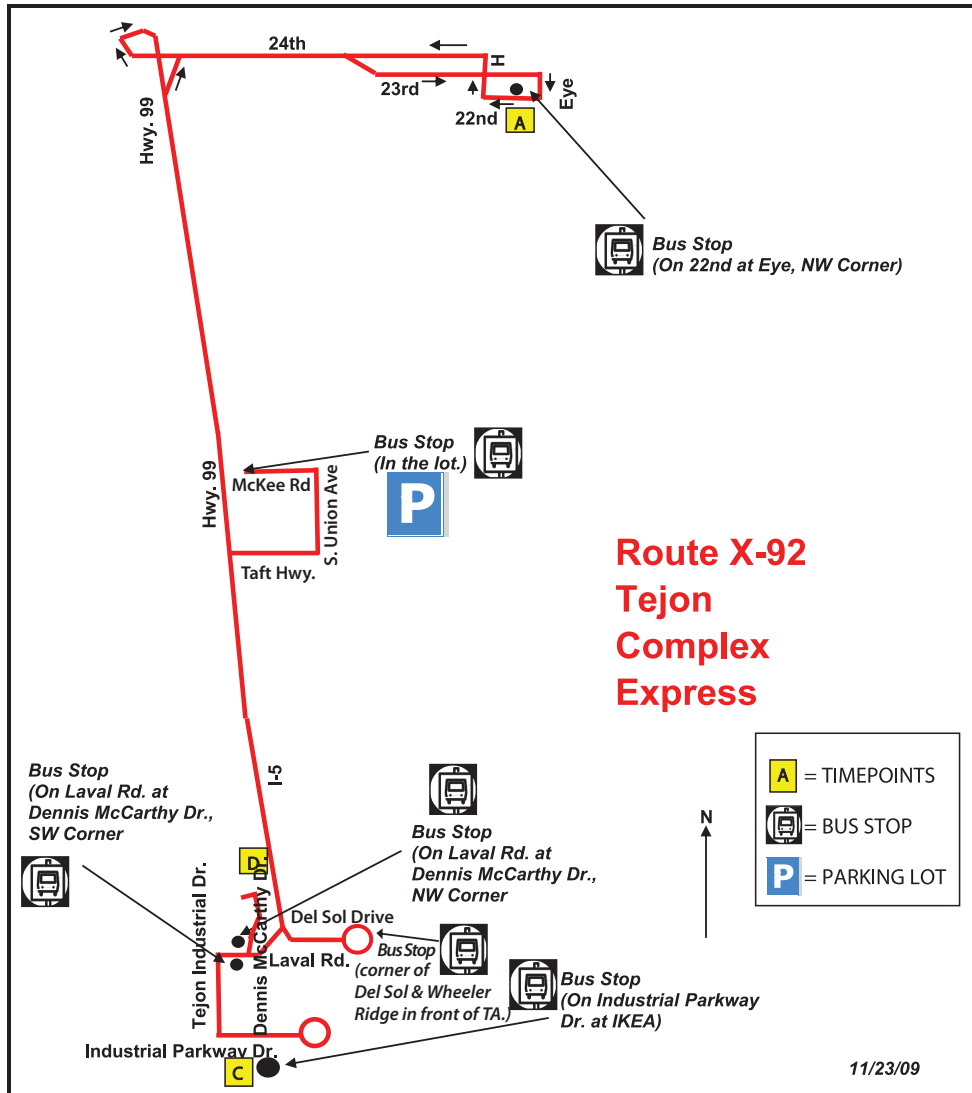 24th
H
23rd
Eye
22nd
A
Hwy. 99
Bus Stop
(On 22nd at Eye, NW Corner)
Bus Stop
(In the lot.)
P
McKee Rd
S. Union Ave
Hwy. 99
Taft Hwy.
Route X-92
Tejon
Complex
Express
I-5
Bus Stop
(On Laval Rd. at
Dennis McCarthy Dr.,
SW Corner
Bus Stop
(On Laval Rd. at
Dennis McCarthy Dr.,
NW Corner
A = TIMEPOINTS
= BUS STOP
P = PARKING LOT
N
D
Tejon Industrial Dr.
Dennis McCarthy Dr.
Del Sol Drive
Laval Rd.
Bus Stop
(corner of
Del Sol & Wheeler
Ridge in front of TA.)
Bus Stop
(On Industrial Parkway
Dr. at IKEA)
Industrial Parkway Dr.
C
11/23/09